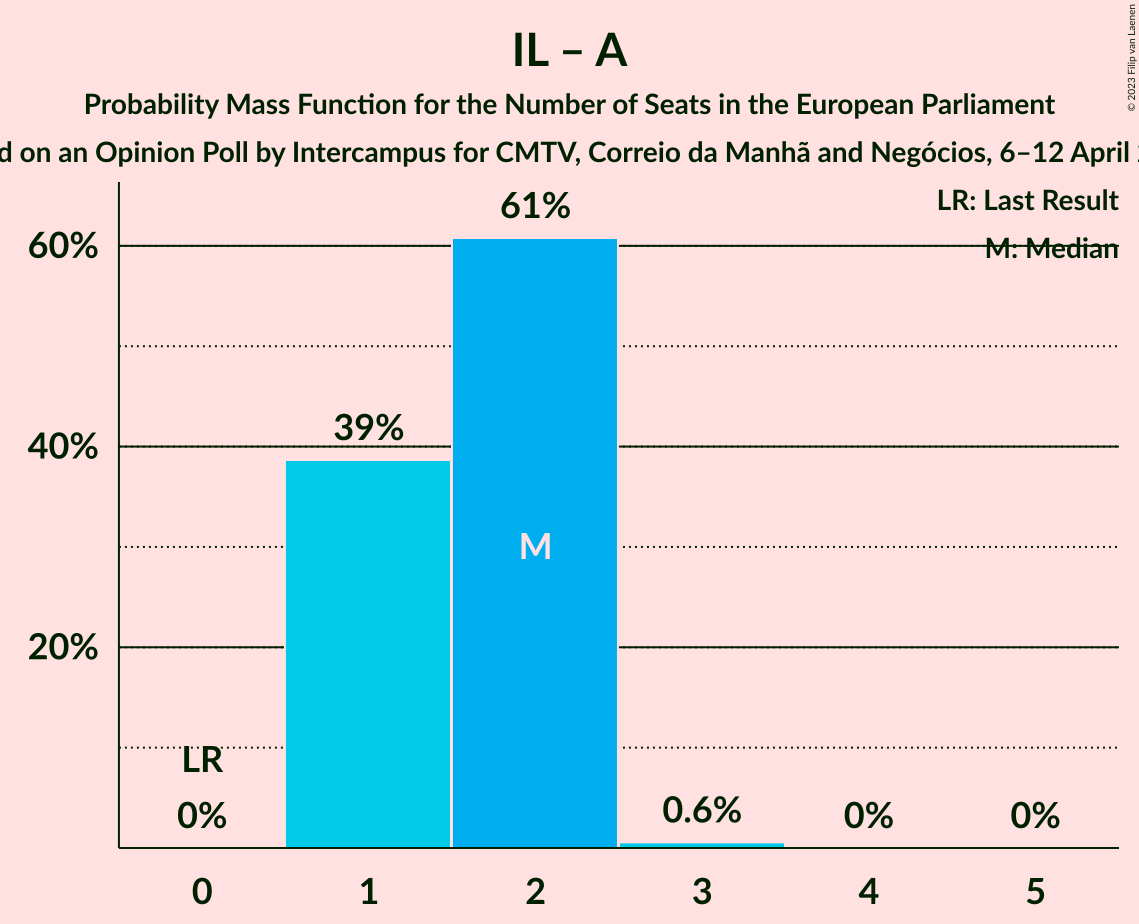 IL – A
Probability Mass Function for the Number of Seats in the European Parliament
on an Opinion Poll by Intercampus for CMTV, Correio da Manhã and Negócios, 6–12 April
© 2023 Filip van Laenen
LR: Last Result
M: Median
61%
60%
39%
40%
M
20%
LR
0%
0.6%
0%
0%
0
1
2
3
4
5